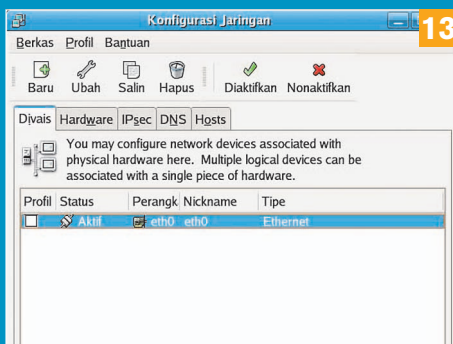 Konfigurasi Jaringan
13
Berkas Profil Bantuan
Baru Ubah Salin Hapus Diaktifkan Nonaktifkan
Divais Hardware IPsec DNS Hosts
You may configure network devices associated with
physical hardware here. Multiple logical devices can be
associated with a single piece of hardware.
Profil Status Perangk Nickname Tipe
Aktif eth0 eth0 Ethernet